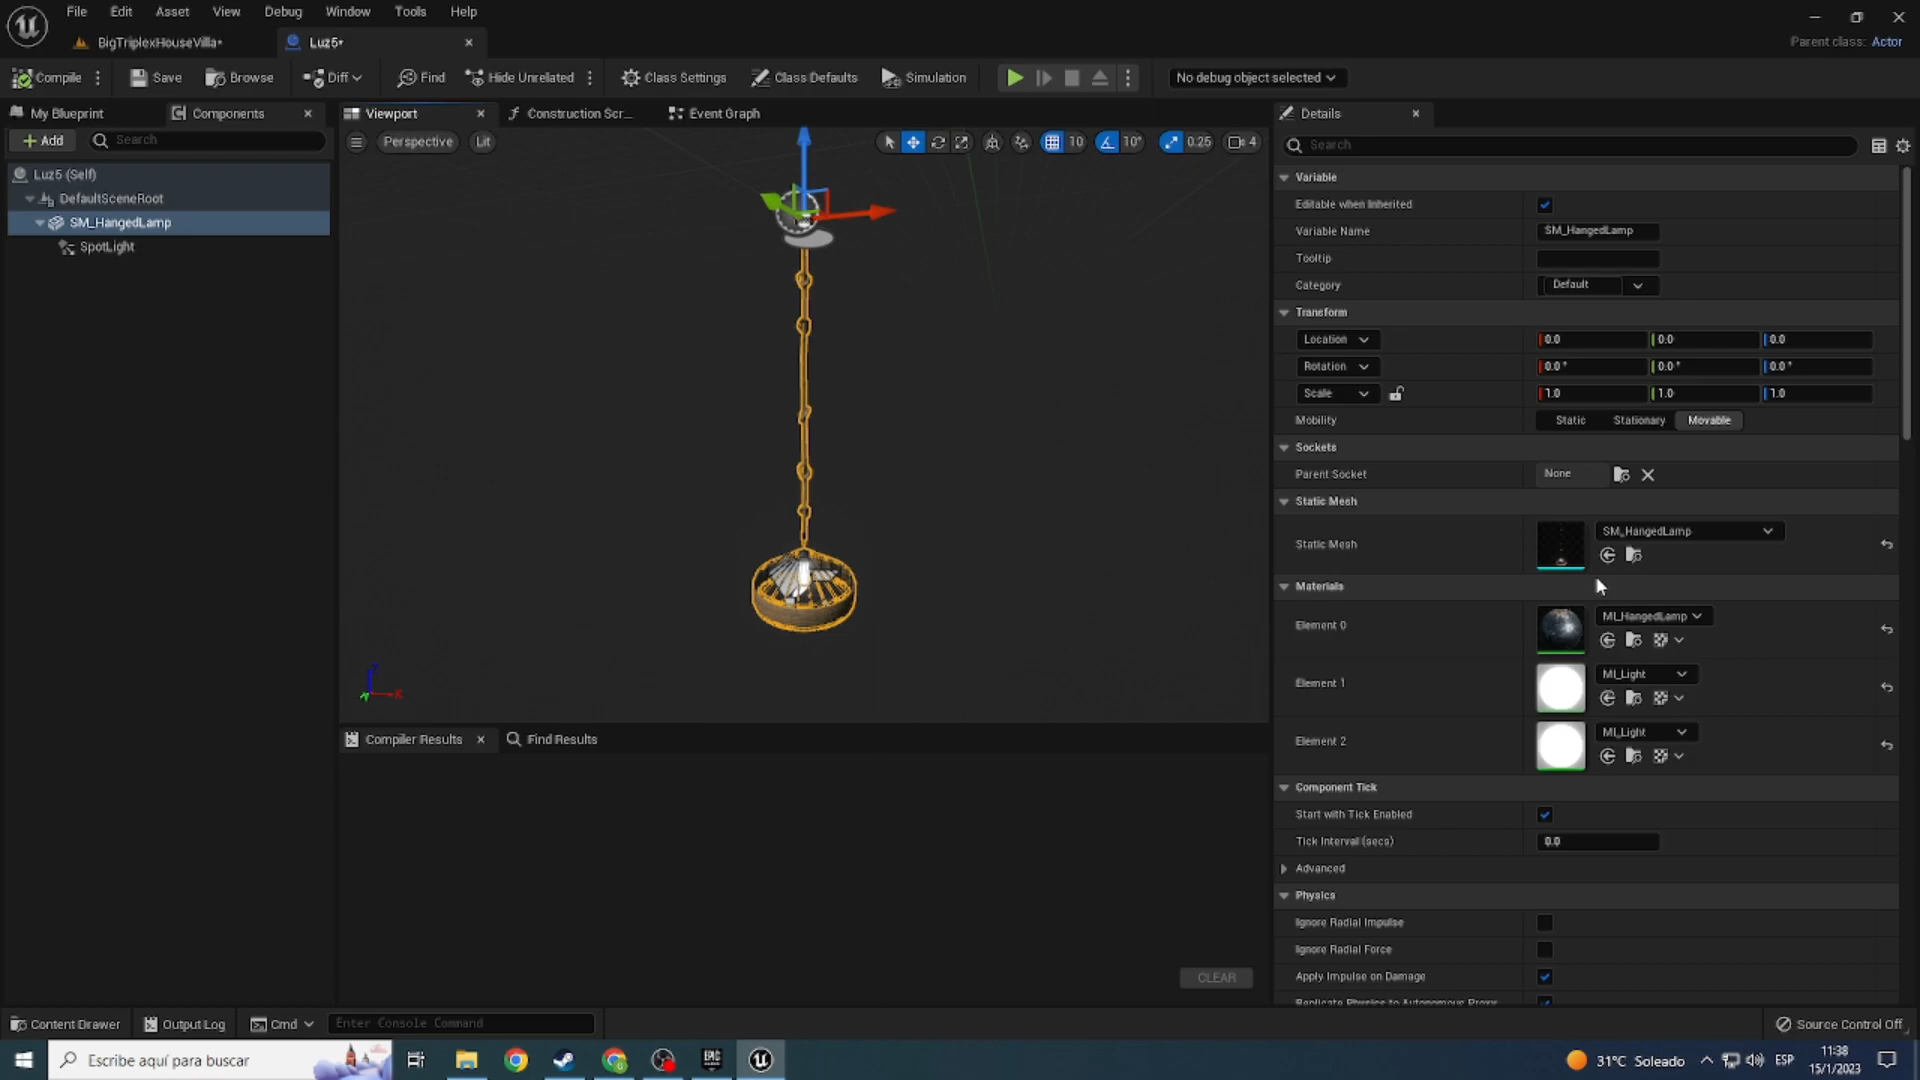 File Edit Asset View Debug Window Tools Help
BigTriplexHouseVilla*
Luz5*
Parent class: Actor
Compile Save Browse Diff Find Hide Unrelated Class Settings Class Defaults Simulation No debug object selected
My Blueprint Components
Add Search
Luz5 (Self)
DefaultSceneRoot
SM_HangedLamp
SpotLight
Viewport Construction Scr... Event Graph
Perspective Lit 10 10° 0.25 4
Compiler Results Find Results
CLEAR
Details
Search
Variable
Editable when Inherited
Variable Name SM_HangedLamp
Tooltip
Category Default
Transform
Location 0.0 0.0 0.0
Rotation 0.0° 0.0° 0.0°
Scale 1.0 1.0 1.0
Mobility Static Stationary Movable
Sockets
Parent Socket None
Static Mesh
Static Mesh SM_HangedLamp
Materials
Element 0 MI_HangedLamp
Element 1 MI_Light
Element 2 MI_Light
Component Tick
Start with Tick Enabled
Tick Interval (secs) 0.0
Advanced
Physics
Ignore Radial Impulse
Ignore Radial Force
Apply Impulse on Damage
Replicate Physics to Autonomous Proxy
Content Drawer Output Log Cmd Enter Console Command Source Control Off
Escribe aquí para buscar
EPIC
31°C Soleado ESP
11:38
15/1/2023